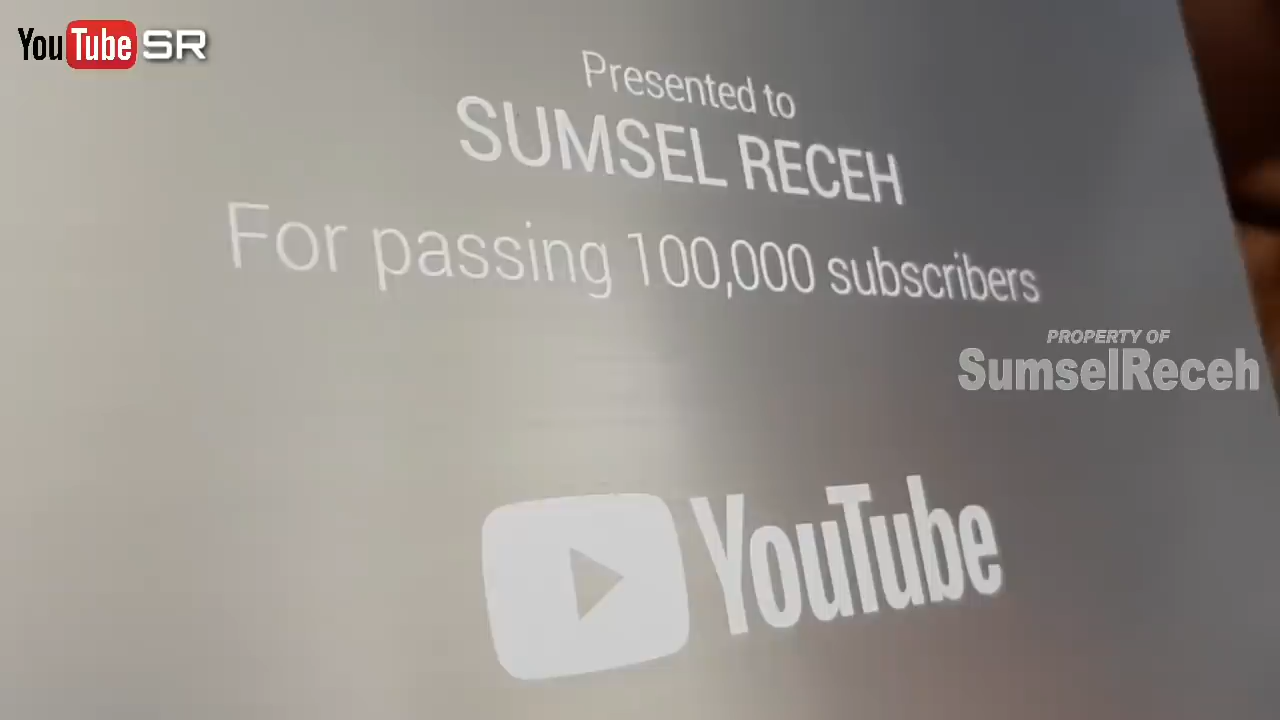 YouTube SR
Presented to
SUMSEL RECEH
For passing 100,000 subscribers
PROPERTY OF
SumselReceh
YouTube